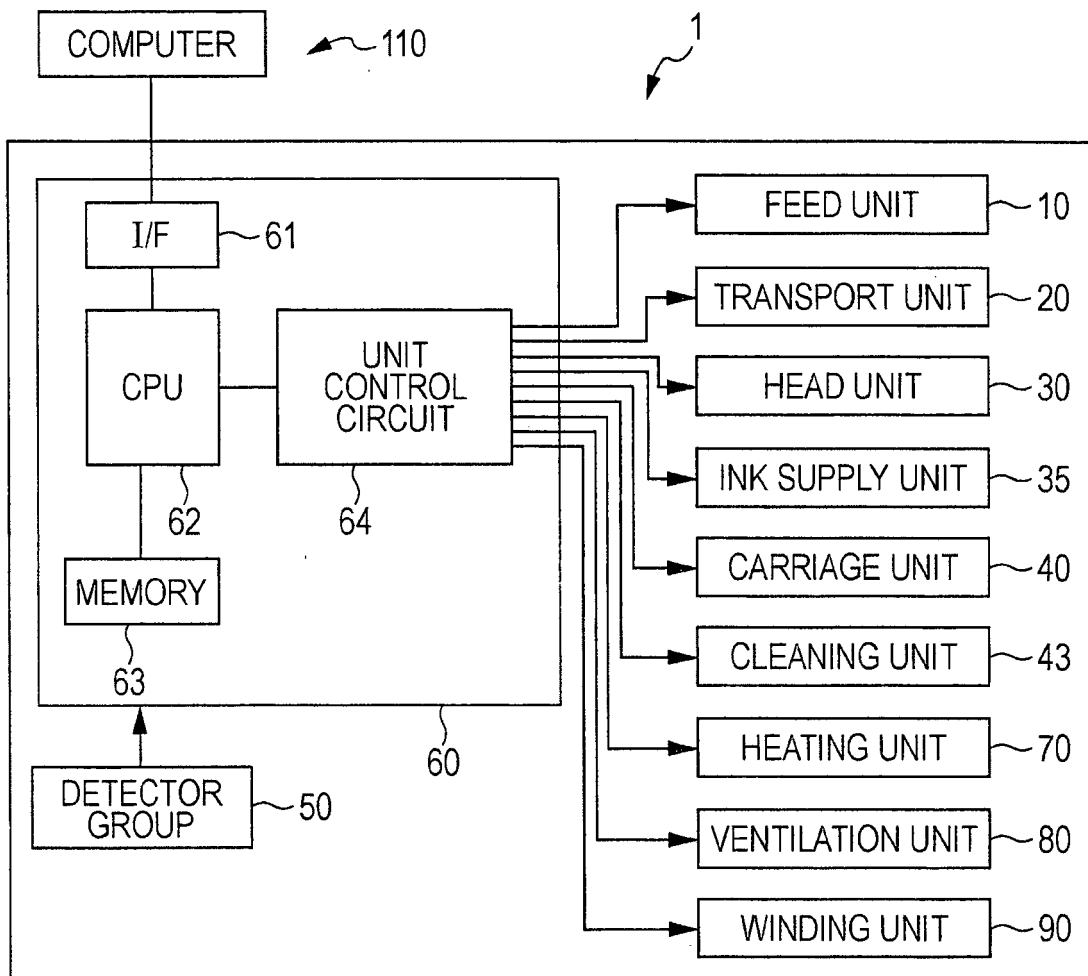 COMPUTER
110
1
I/F
61
CPU
62
UNIT
CONTROL
CIRCUIT
64
MEMORY
63
60
DETECTOR
GROUP
50
FEED UNIT
10
TRANSPORT UNIT
20
HEAD UNIT
30
INK SUPPLY UNIT
35
CARRIAGE UNIT
40
CLEANING UNIT
43
HEATING UNIT
70
VENTILATION UNIT
80
WINDING UNIT
90